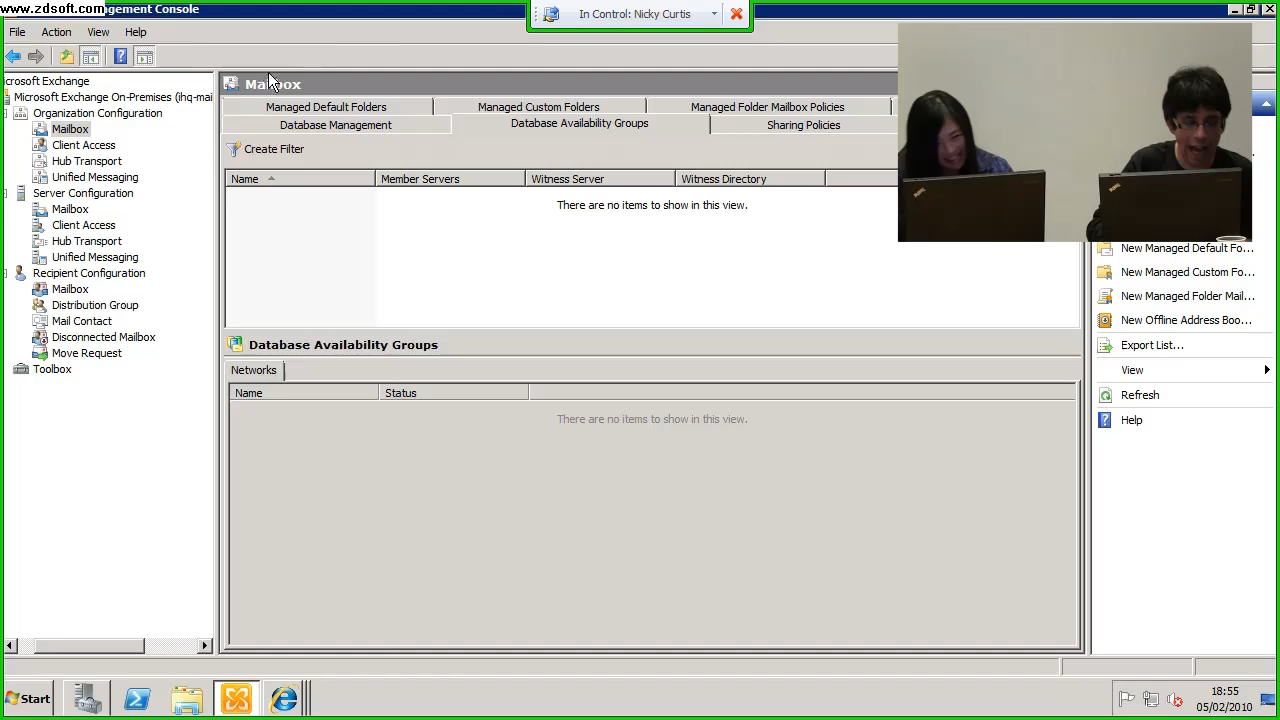 www.zdsoft.com
gement Console
In Control: Nicky Curtis
File Action View Help
icrosoft Exchange
Microsoft Exchange On-Premises (ihq-mai
Organization Configuration
Mailbox
Client Access
Hub Transport
Unified Messaging
Server Configuration
Mailbox
Client Access
Hub Transport
Unified Messaging
Recipient Configuration
Mailbox
Distribution Group
Mail Contact
Disconnected Mailbox
Move Request
Toolbox
Mailbox
Managed Default Folders Managed Custom Folders Managed Folder Mailbox Policies
Database Management Database Availability Groups Sharing Policies
Create Filter
Name Member Servers Witness Server Witness Directory
There are no items to show in this view.
Database Availability Groups
Networks
Name Status
There are no items to show in this view.
New Managed Default Fo...
New Managed Custom Fo...
New Managed Folder Mail...
New Offline Address Boo...
Export List...
View
Refresh
Help
Start
18:55
05/02/2010